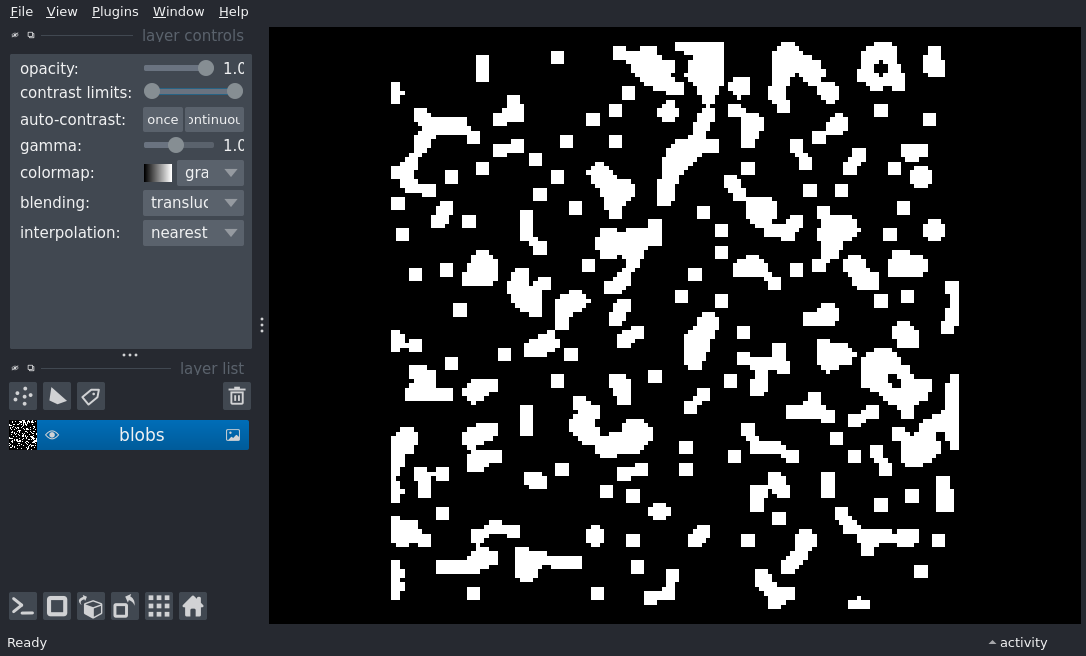 File View Plugins Window Help
layer controls
opacity: 1.0
contrast limits:
auto-contrast: once ontinuou
gamma: 1.0
colormap: gra
blending: transluc
interpolation: nearest
layer list
blobs
Ready activity